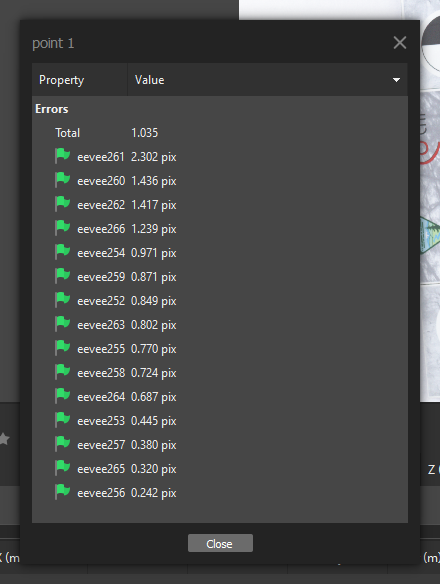 point 1
Property Value
Errors
Total 1.035
eevee261 2.302 pix
eevee260 1.436 pix
eevee262 1.417 pix
eevee266 1.239 pix
eevee254 0.971 pix
eevee259 0.871 pix
eevee252 0.849 pix
eevee263 0.802 pix
eevee255 0.770 pix
eevee258 0.724 pix
eevee264 0.687 pix
eevee253 0.445 pix
eevee257 0.380 pix
eevee265 0.320 pix
eevee256 0.242 pix
Z
Close
(m)